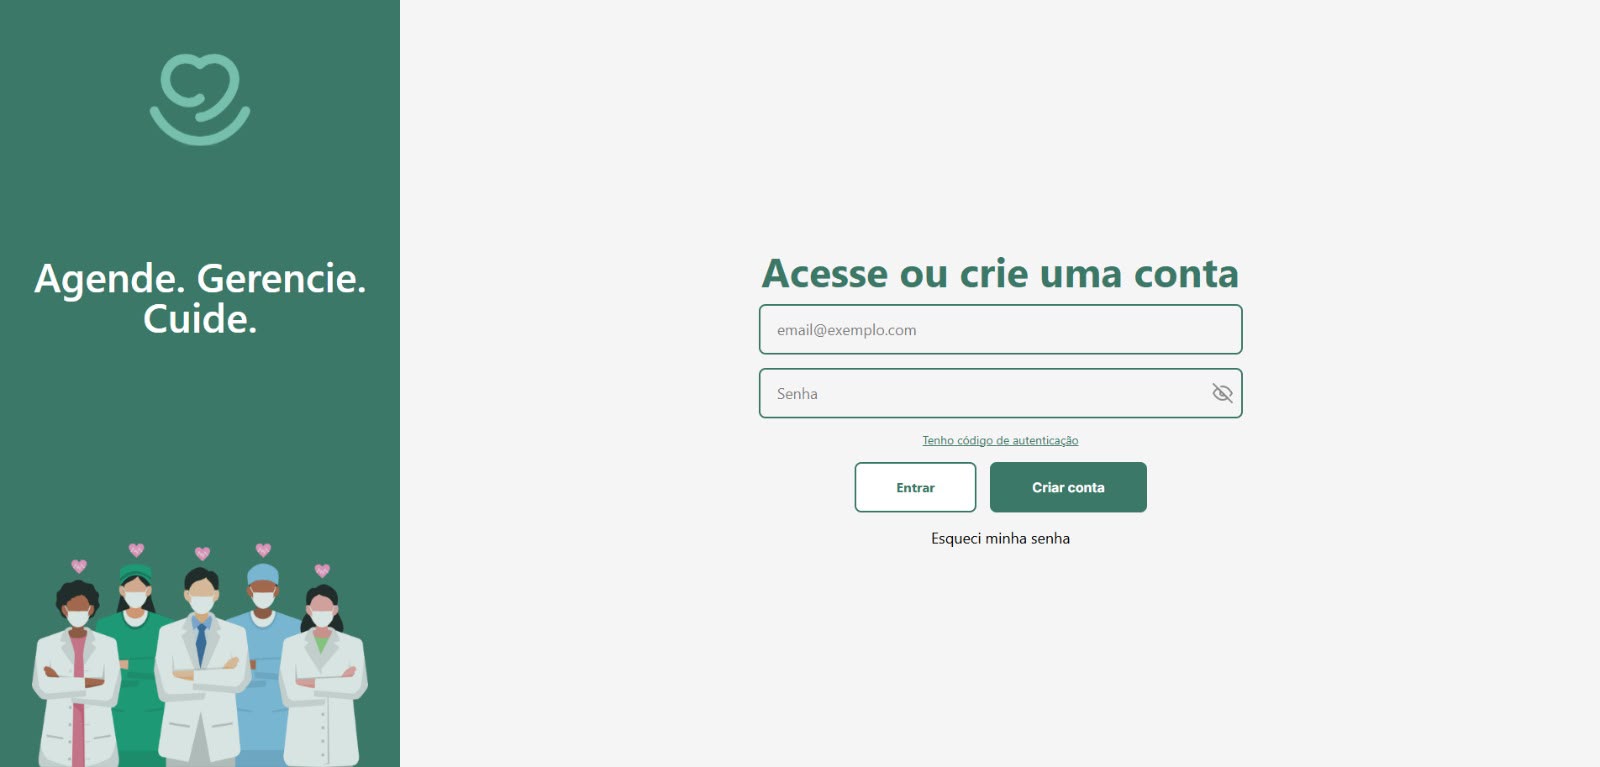 Agende. Gerencie.
Cuide.
Acesse ou crie uma conta
email@exemplo.com
Senha
Tenho código de autenticação
Entrar
Criar conta
Esqueci minha senha